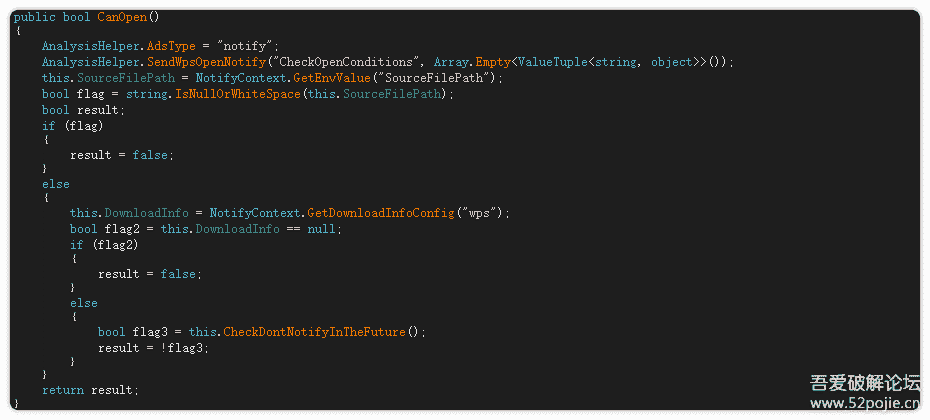 public bool CanOpen()
{
    AnalysisHelper.AdsType = "notify";
    AnalysisHelper.SendWpsOpenNotify("CheckOpenConditions", Array.Empty<ValueTuple<string, object>>());
    this.SourceFilePath = NotifyContext.GetEnvValue("SourceFilePath");
    bool flag = string.IsNullOrWhiteSpace(this.SourceFilePath);
    bool result;
    if (flag)
    {
        result = false;
    }
    else
    {
        this.DownloadInfo = NotifyContext.GetDownloadInfoConfig("wps");
        bool flag2 = this.DownloadInfo == null;
        if (flag2)
        {
            result = false;
        }
        else
        {
            bool flag3 = this.CheckDontNotifyInTheFuture();
            result = !flag3;
        }
    }
    return result;
}
吾爱破解论坛
www.52pojie.cn